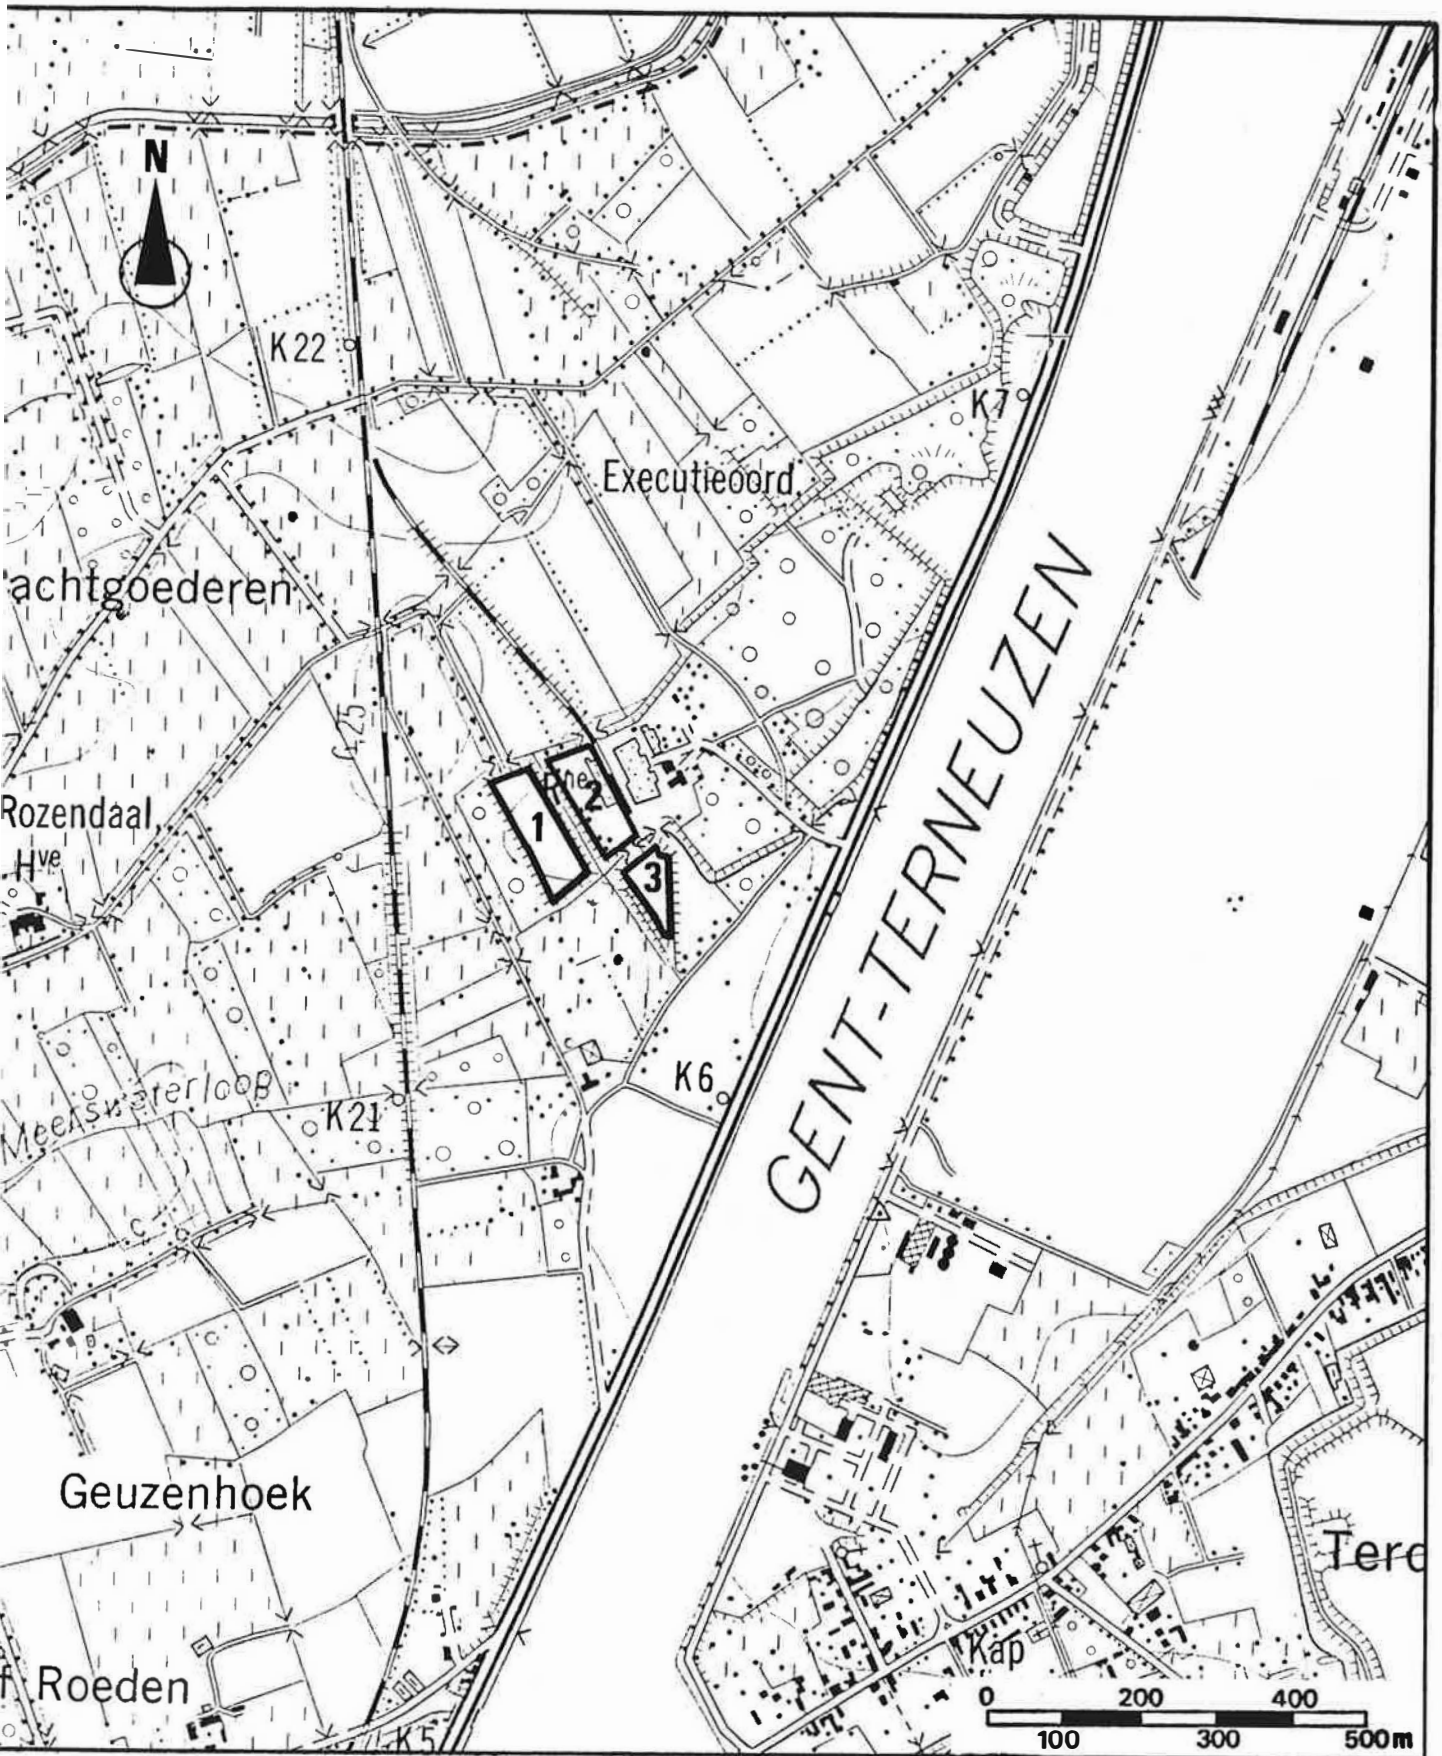 N
K22
K7
Executieoord
achtgoederen
GENT-TERNEUZEN
1
2
Rozendaal
Hve
3
K6
Meerswaterloop
K21
C
Geuzenhoek
Terd
f Roeden
Kap
0 200 400
100 300 500m
K5